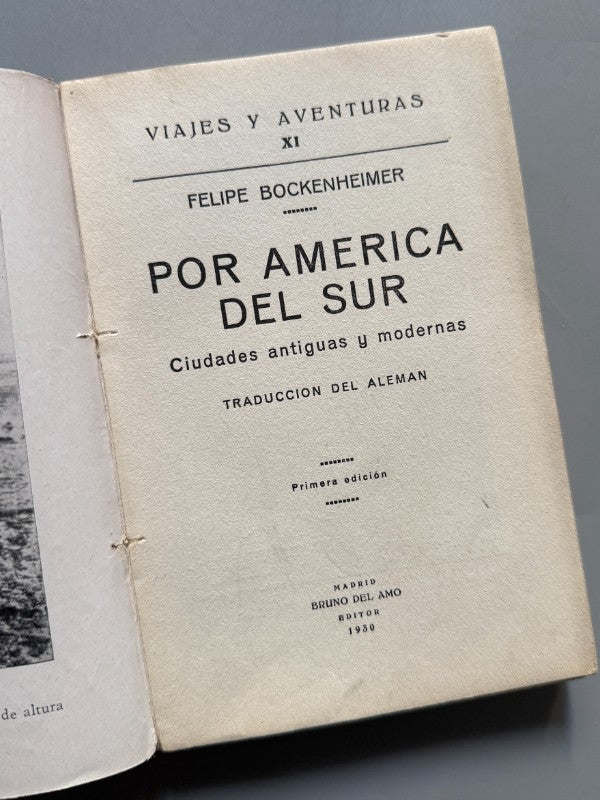 VIAJES Y AVENTURAS
XI
FELIPE BOCKENHEIMER
POR AMERICA
DEL SUR
Ciudades antiguas y modernas
TRADUCCION DEL ALEMAN
Primera edición
MADRID
BRUNO DEL AMO
EDITOR
1930
de altura